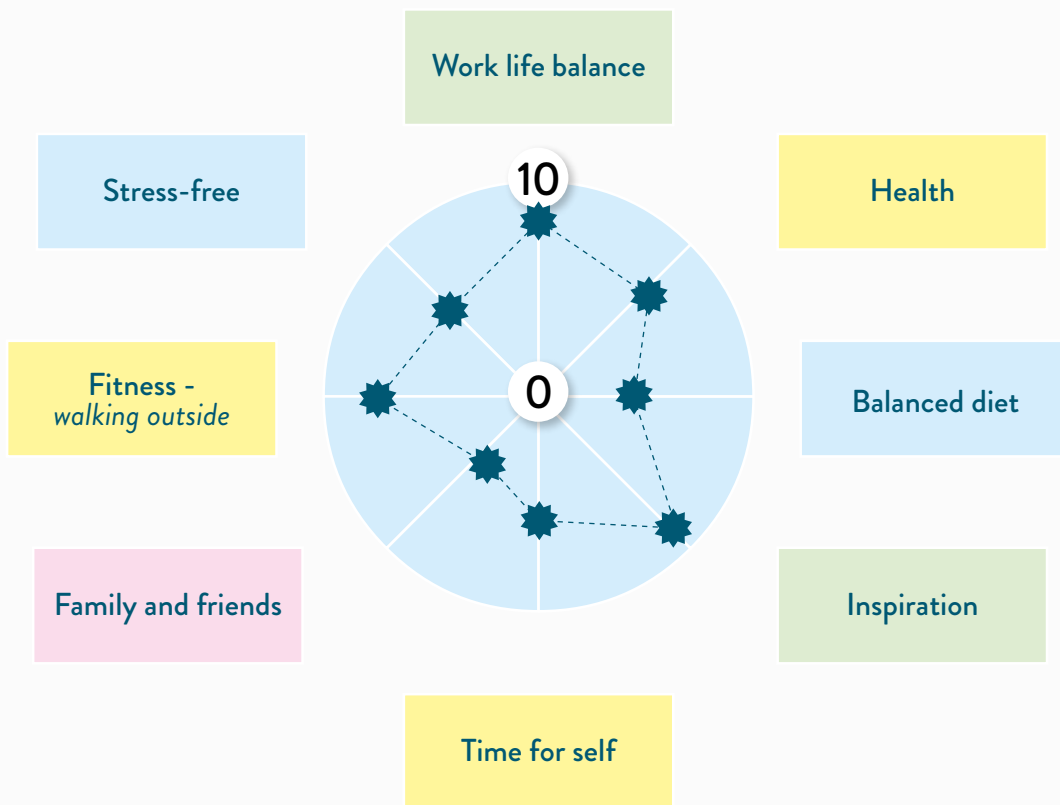 Work life balance
Stress-free
10
Health
Fitness -
walking outside
0
Balanced diet
Family and friends
Inspiration
Time for self